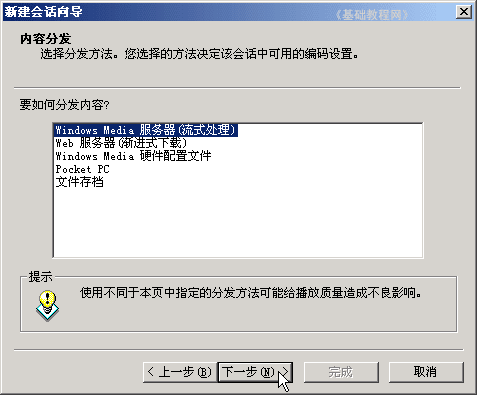 新建会话向导
《基础教程网》
内容分发
选择分发方法。您选择的方法决定该会话中可用的编码设置。
要如何分发内容?
Windows Media 服务器(流式处理)
Web 服务器(渐进式下载)
Windows Media 硬件配置文件
Pocket PC
文件存档
提示
使用不同于本页中指定的分发方法可能给播放质量造成不良影响。
< 上一步(B)
下一步(N) >
完成
取消